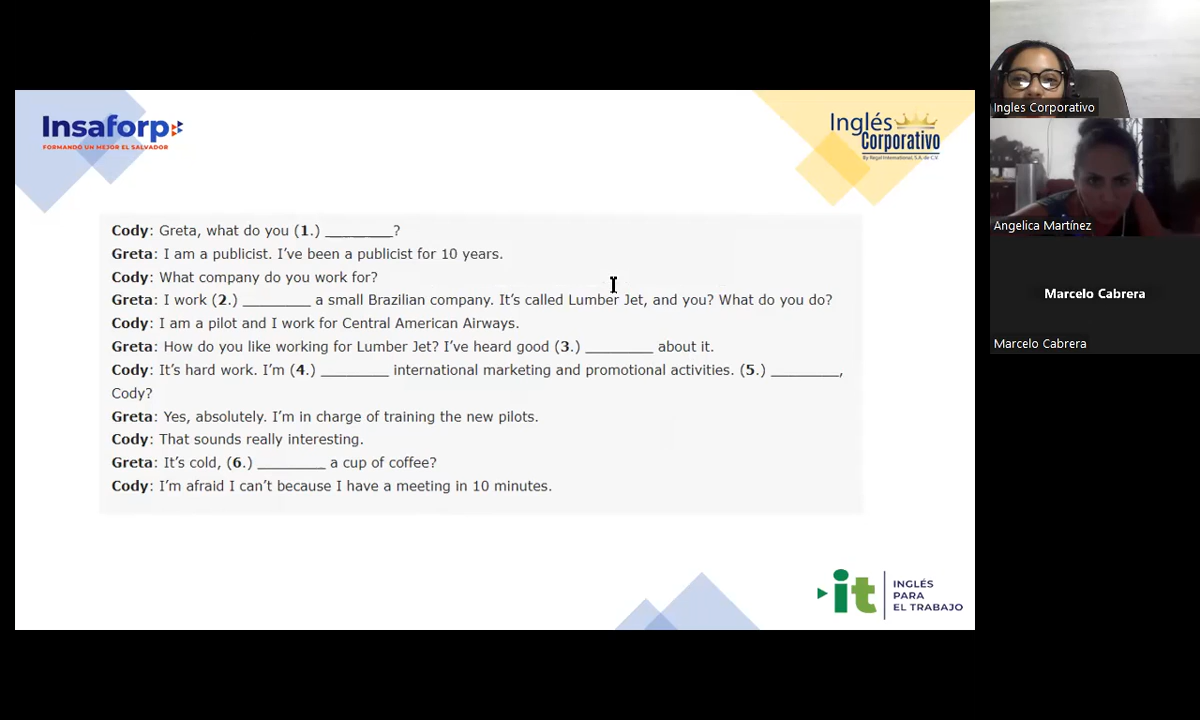 Insaforp
FORMANDO UN MEJOR EL SALVADOR
Inglés
Corporativo
By Regal International, S.A. de C.V.
Cody: Greta, what do you (1.) ________?
Greta: I am a publicist. I’ve been a publicist for 10 years.
Cody: What company do you work for?
Greta: I work (2.) ________ a small Brazilian company. It’s called Lumber Jet, and you? What do you do?
Cody: I am a pilot and I work for Central American Airways.
Greta: How do you like working for Lumber Jet? I’ve heard good (3.) ________ about it.
Cody: It’s hard work. I’m (4.) ________ international marketing and promotional activities. (5.) ________,
Cody?
Greta: Yes, absolutely. I’m in charge of training the new pilots.
Cody: That sounds really interesting.
Greta: It’s cold, (6.) ________ a cup of coffee?
Cody: I’m afraid I can’t because I have a meeting in 10 minutes.
it
INGLÉS
PARA
EL TRABAJO
Ingles Corporativo
Angelica Martínez
Marcelo Cabrera
Marcelo Cabrera